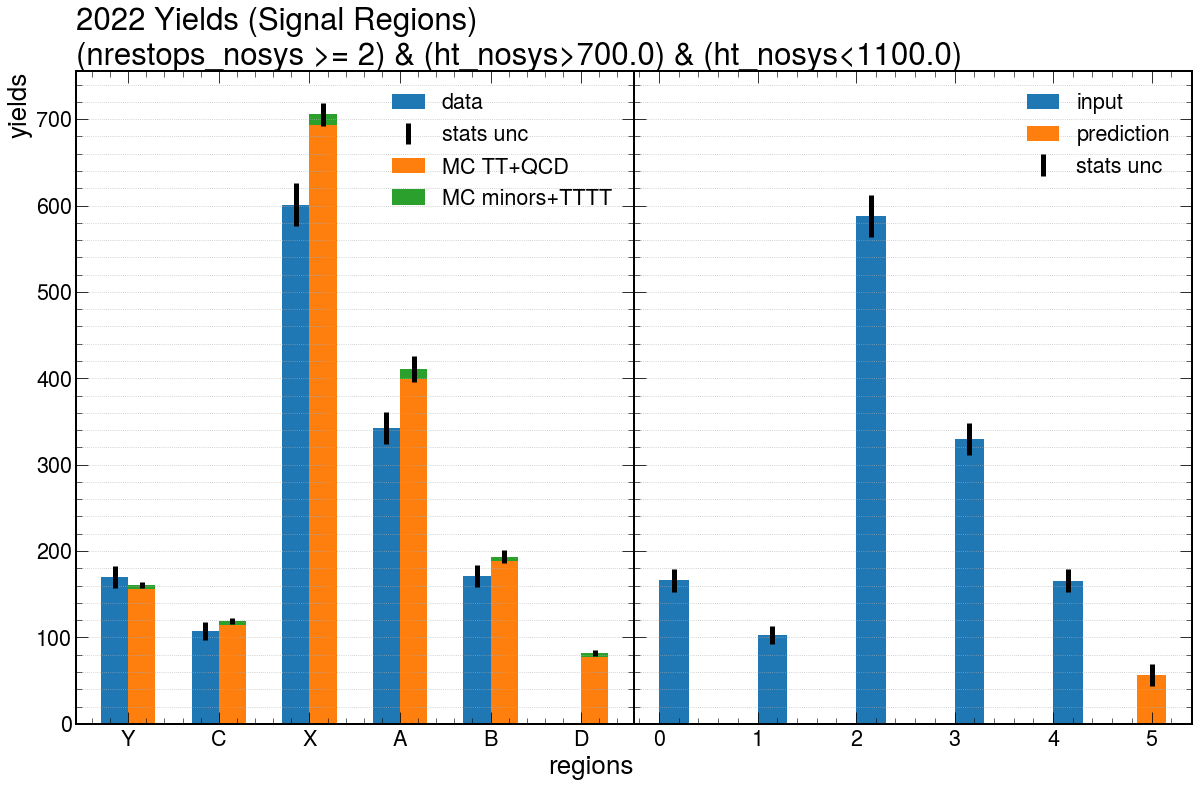 2022 Yields (Signal Regions)
(nrestops_nosys >= 2) & (ht_nosys>700.0) & (ht_nosys<1100.0)
yields
700
600
500
400
300
200
100
0
data
stats unc
MC TT+QCD
MC minors+TTTT
input
prediction
stats unc
Y C X A B D
0 1 2 3 4 5
regions